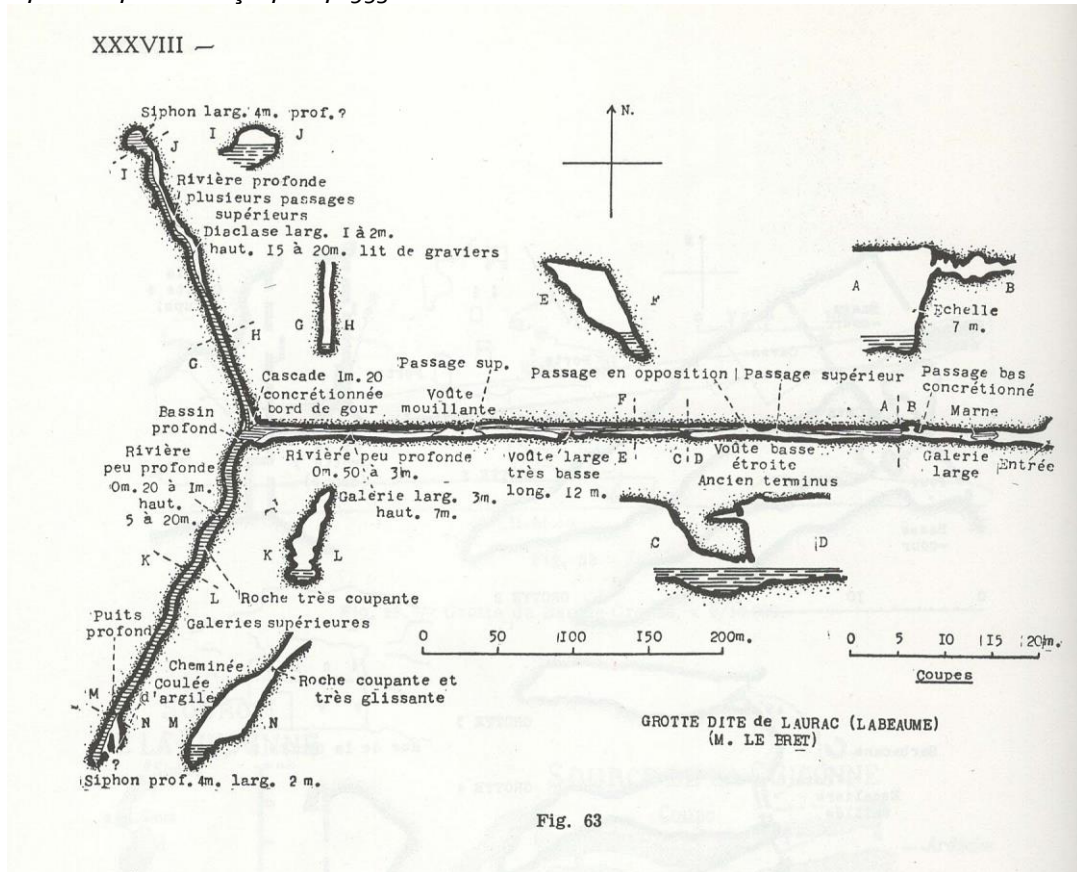 XXXVIII —
Siphon larg. 4m. prof.?
I
J
J
I
N.
Rivière profonde
plusieurs passages
supérieurs
Diaclase larg. I à 2m.
haut. I5 à 20m. lit de graviers
G
H
E
F
A
B
Echelle
7 m.
H
G
Cascade 1m.20
concrétionnée
bord de gour
Passage sup.
Voûte
mouillante
Passage en opposition
Passage supérieur
Passage bas
concrétionné
Marne
F
A
B
Bassin
profond
Rivière
peu profonde
0m.20 à 1m.
haut.
5 à 20m.
Rivière peu profonde
0m.50 à 3m.
Galerie larg. 3m.
haut. 7m.
Voûte large
très basse
long. 12 m.
E
C
D
Voûte basse
étroite
Ancien terminus
Galerie
large
Entrée
K
L
K
L
C
D
Roche très coupante
Galeries supérieures
Puits
profond
Cheminée
Coulée
d'argile
Roche coupante et
très glissante
M
N
M
N
?
Siphon prof. 4m. larg. 2 m.
0 50 100 150 200m.
0 5 I0 I5 20m.
Coupes
GROTTE DITE de LAURAC (LABEAUME)
(M. LE BRET)
Fig. 63